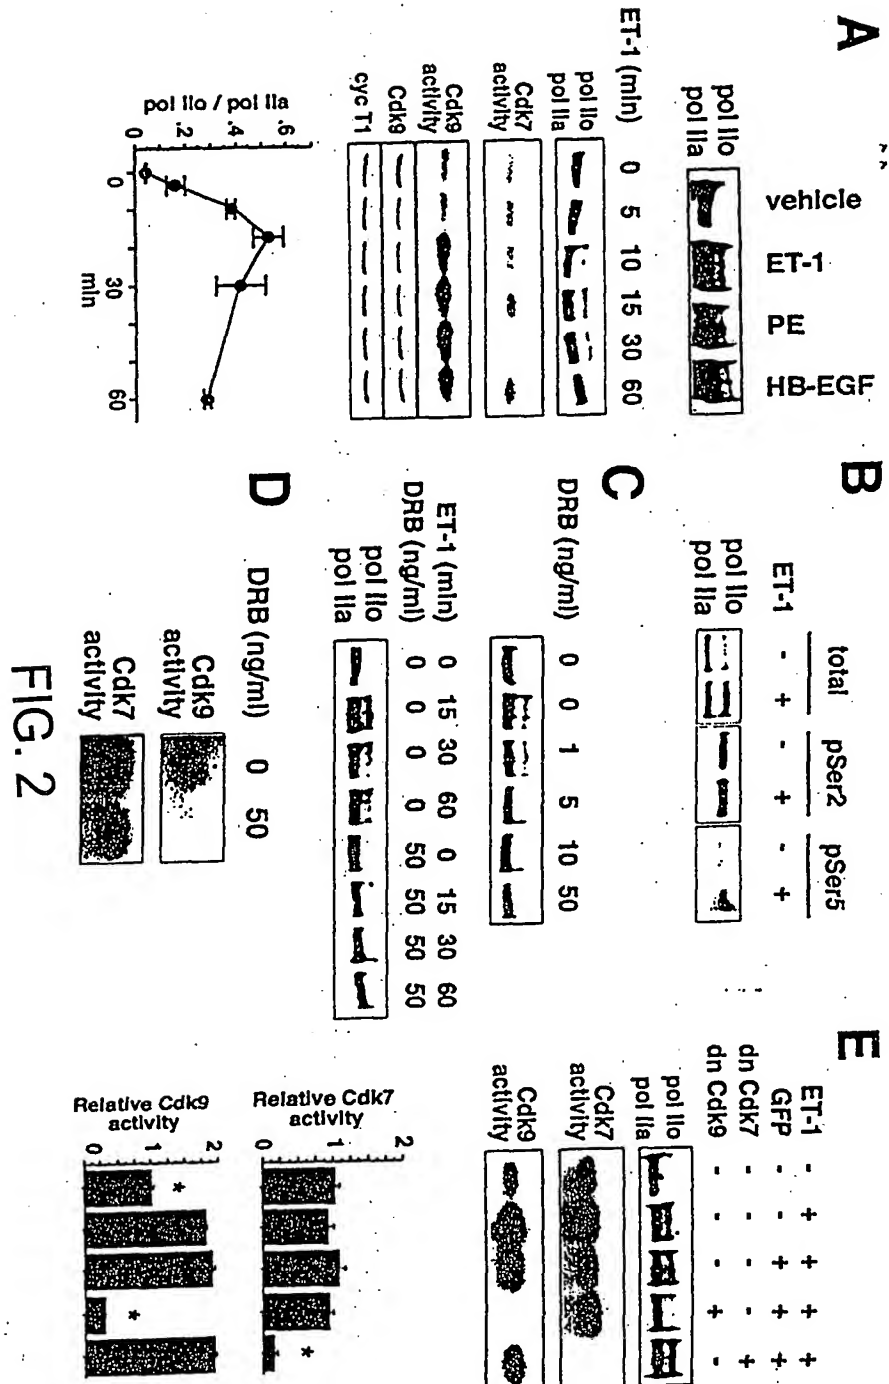 A
vehicle ET-1 PE HB-EGF
pol IIo
pol IIa
ET-1 (min) 0 5 10 15 30 60
pol IIo
pol IIa
Cdk7
activity
Cdk9
activity
Cdk9
cyc T1
pol IIo / pol IIa
.6
.4
.2
0
0 30 60
min
B
total pSer2 pSer5
ET-1 - + - + - +
pol IIo
pol IIa
C
DRB (ng/ml) 0 0 1 5 10 50
ET-1 (min) 0 15 30 60 0 15 30 60
DRB (ng/ml) 0 0 0 0 50 50 50 50
pol IIo
pol IIa
D
DRB (ng/ml) 0 50
Cdk9
activity
Cdk7
activity
E
ET-1 - + + + +
GFP - - + + +
dn Cdk7 - - - - +
dn Cdk9 - - - + -
pol IIo
pol IIa
Cdk7
activity
Cdk9
activity
Relative Cdk7
activity
2
1
0
*
Relative Cdk9
activity
2
1
0
* *
FIG. 2